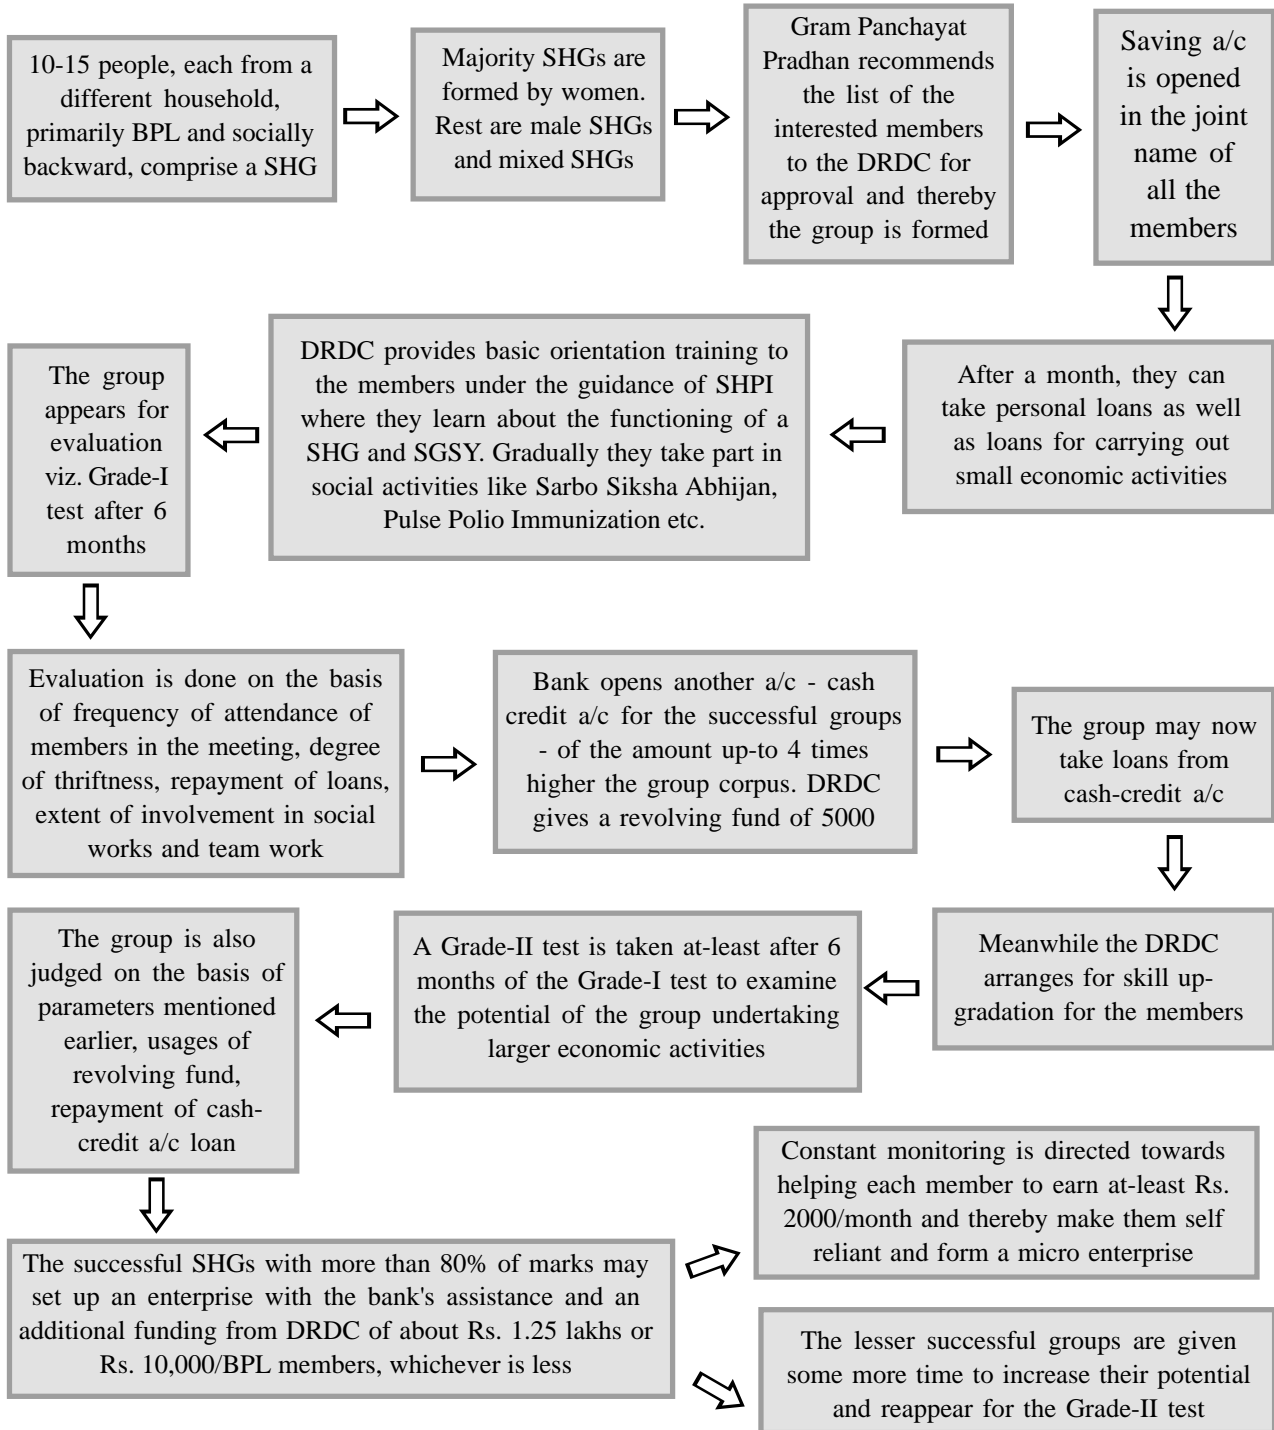 10-15 people, each from a
different household,
primarily BPL and socially
backward, comprise a SHG
Majority SHGs are
formed by women.
Rest are male SHGs
and mixed SHGs
Gram Panchayat
Pradhan recommends
the list of the
interested members
to the DRDC for
approval and thereby
the group is formed
Saving a/c
is opened
in the joint
name of
all the
members
After a month, they can
take personal loans as well
as loans for carrying out
small economic activities
DRDC provides basic orientation training to
the members under the guidance of SHPI
where they learn about the functioning of a
SHG and SGSY. Gradually they take part in
social activities like Sarbo Siksha Abhijan,
Pulse Polio Immunization etc.
The group
appears for
evaluation
viz. Grade-I
test after 6
months
Evaluation is done on the basis
of frequency of attendance of
members in the meeting, degree
of thriftness, repayment of loans,
extent of involvement in social
works and team work
Bank opens another a/c - cash
credit a/c for the successful groups
- of the amount up-to 4 times
higher the group corpus. DRDC
gives a revolving fund of 5000
The group may now
take loans from
cash-credit a/c
Meanwhile the DRDC
arranges for skill up-
gradation for the members
A Grade-II test is taken at-least after 6
months of the Grade-I test to examine
the potential of the group undertaking
larger economic activities
The group is also
judged on the basis of
parameters mentioned
earlier, usages of
revolving fund,
repayment of cash-
credit a/c loan
The successful SHGs with more than 80% of marks may
set up an enterprise with the bank's assistance and an
additional funding from DRDC of about Rs. 1.25 lakhs or
Rs. 10,000/BPL members, whichever is less
Constant monitoring is directed towards
helping each member to earn at-least Rs.
2000/month and thereby make them self
reliant and form a micro enterprise
The lesser successful groups are given
some more time to increase their potential
and reappear for the Grade-II test